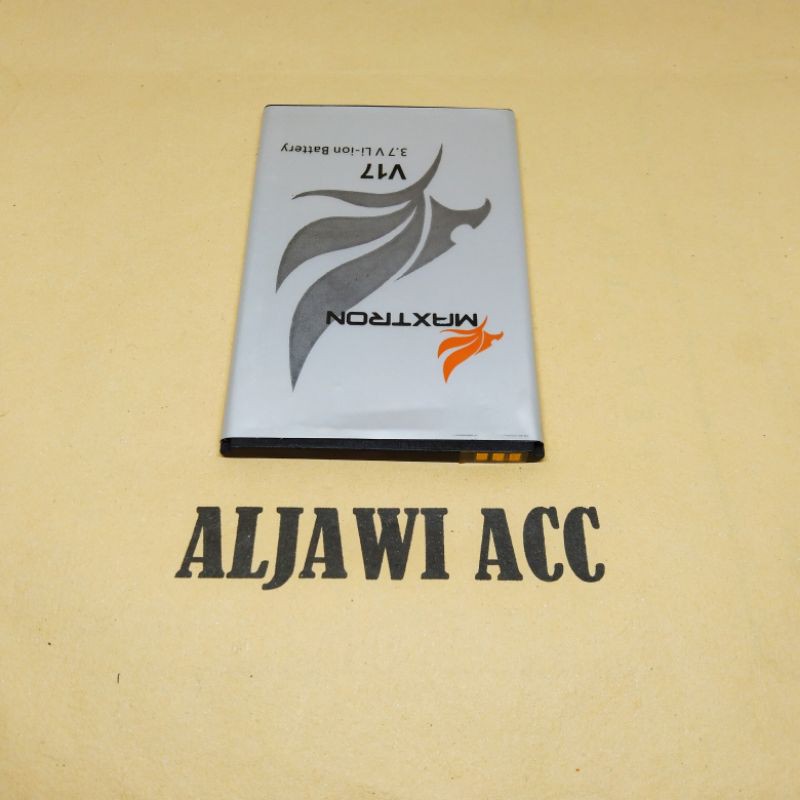 MAXTRON
V17
3.7 V Li-ion Battery
ALJAWI ACC